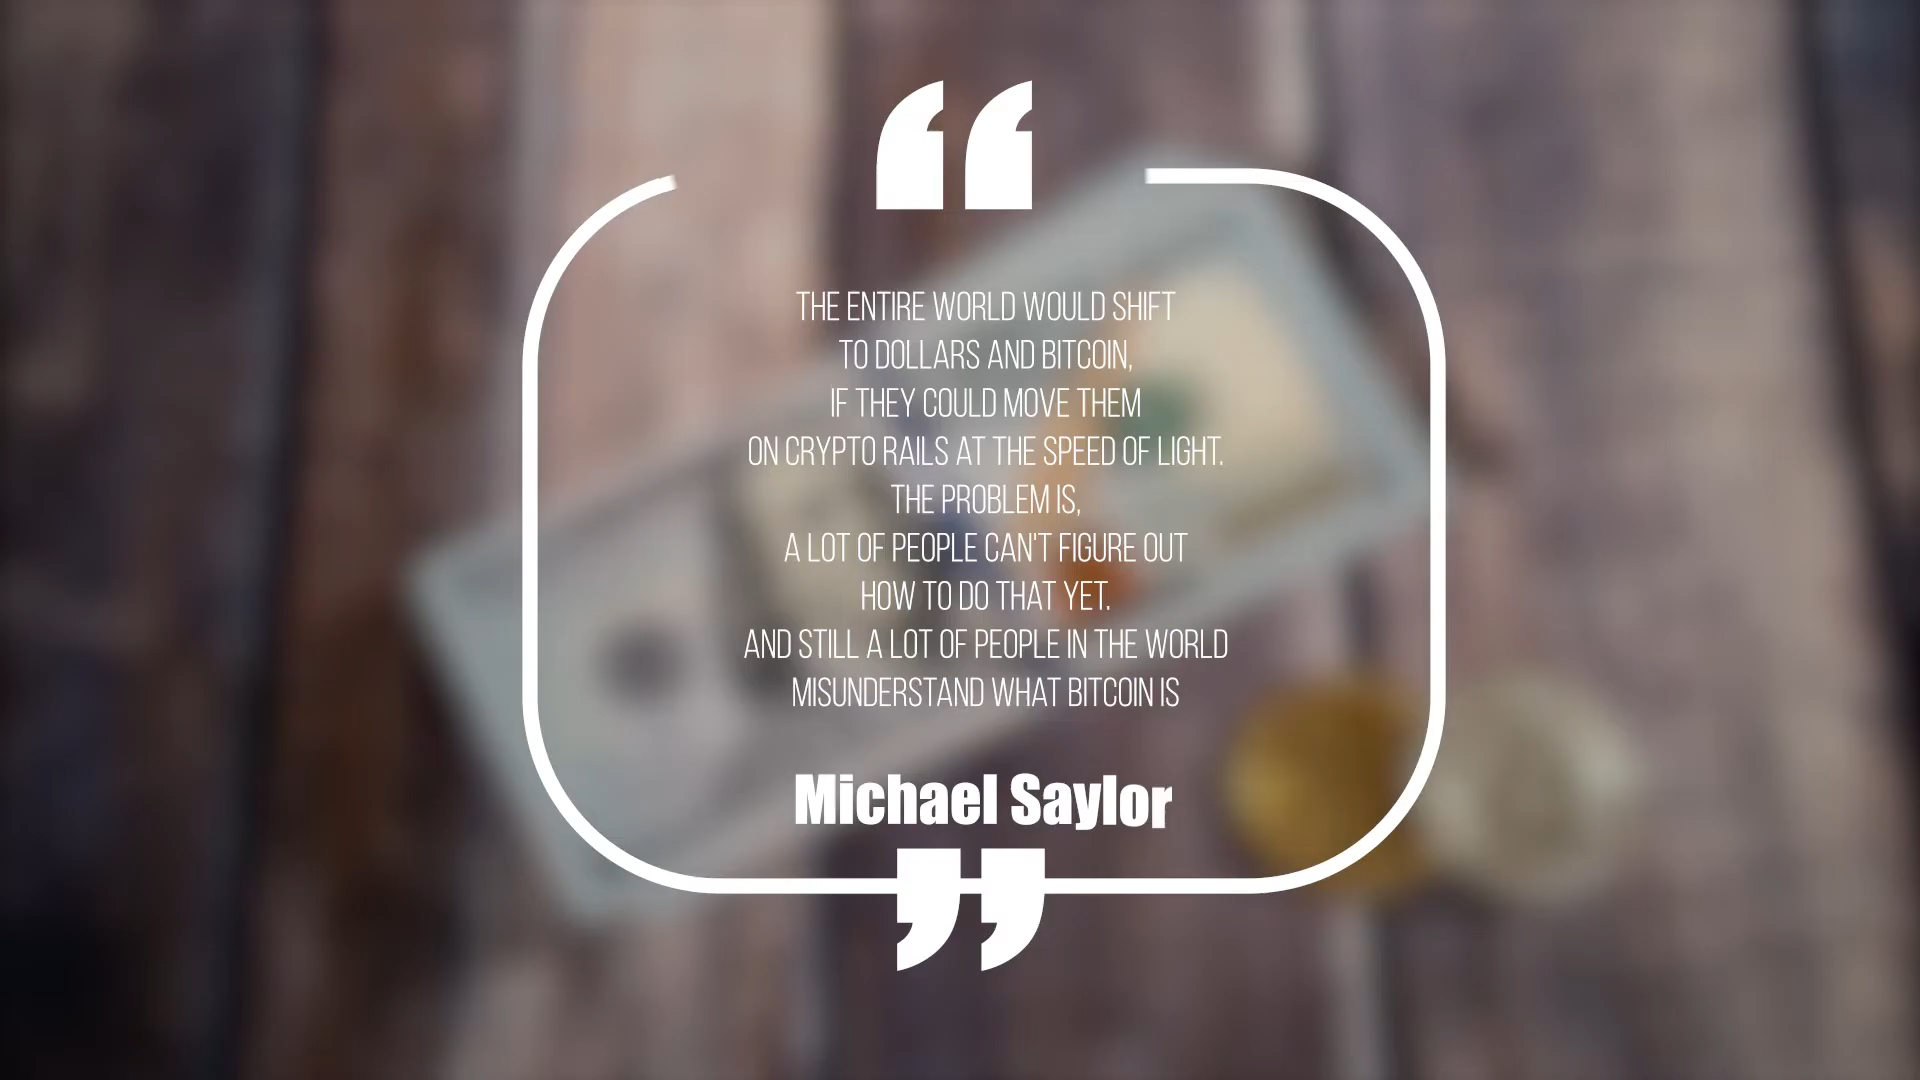 THE ENTIRE WORLD WOULD SHIFT
TO DOLLARS AND BITCOIN,
IF THEY COULD MOVE THEM
ON CRYPTO RAILS AT THE SPEED OF LIGHT.
THE PROBLEM IS,
A LOT OF PEOPLE CAN'T FIGURE OUT
HOW TO DO THAT YET.
AND STILL A LOT OF PEOPLE IN THE WORLD
MISUNDERSTAND WHAT BITCOIN IS
Michael Saylor